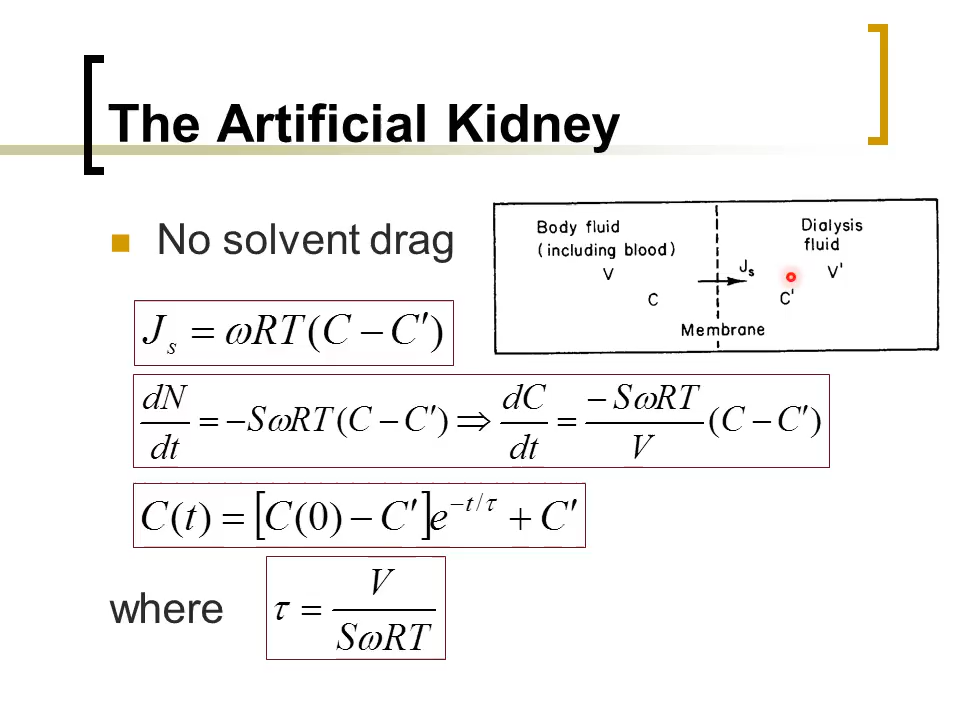 The Artificial Kidney
No solvent drag
Body fluid
(including blood)
V
C
Js
Dialysis
fluid
V'
C'
Membrane
J_s = ωRT(C − C′)
dN/dt = −SωRT(C − C′) ⇒ dC/dt = −SωRT/V (C − C′)
C(t) = [C(0) − C′]e^{−t/τ} + C′
where τ = V/SωRT